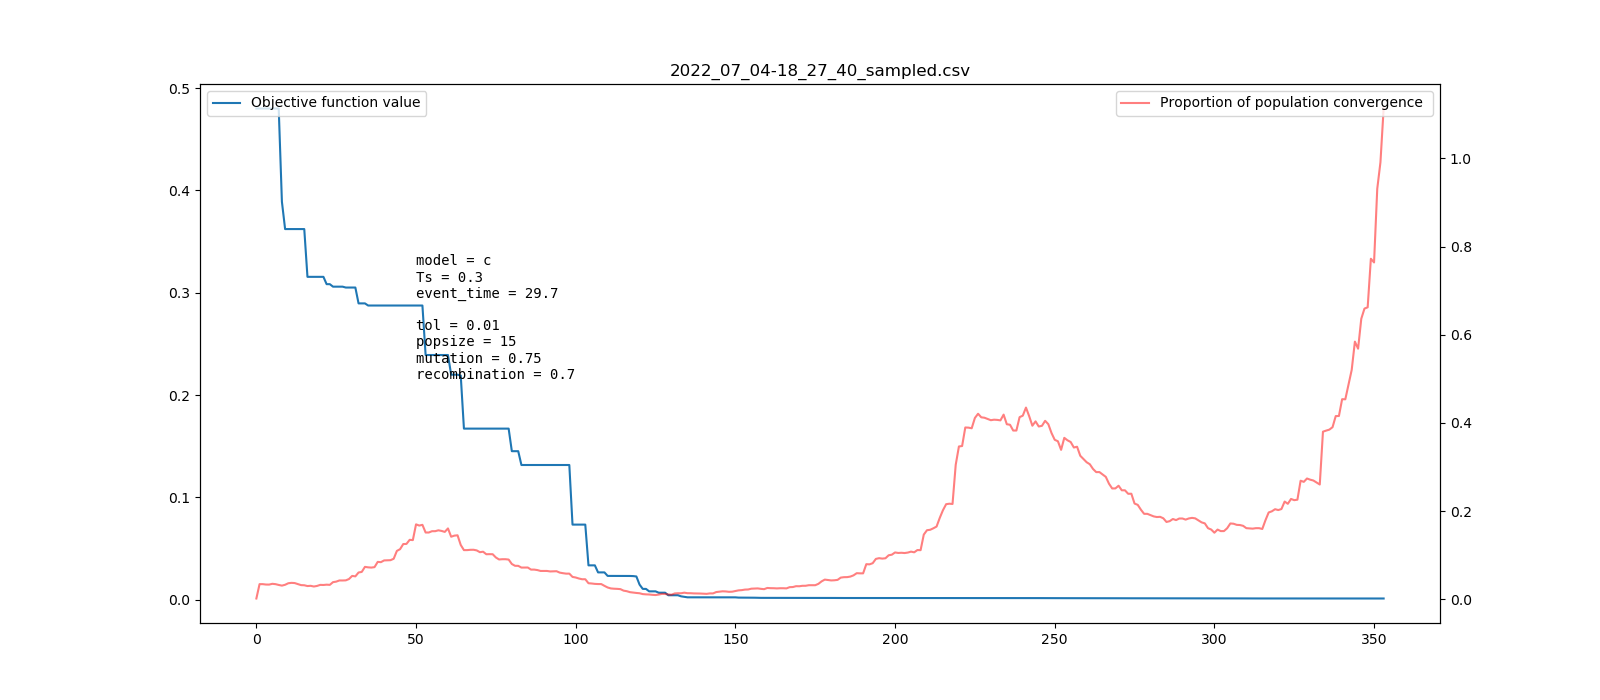 2022_07_04-18_27_40_sampled.csv
Objective function value
Proportion of population convergence
0.5
0.4
0.3
0.2
0.1
0.0
model = c
Ts = 0.3
event_time = 29.7
tol = 0.01
popsize = 15
mutation = 0.75
recombination = 0.7
1.0
0.8
0.6
0.4
0.2
0.0
0 50 100 150 200 250 300 350